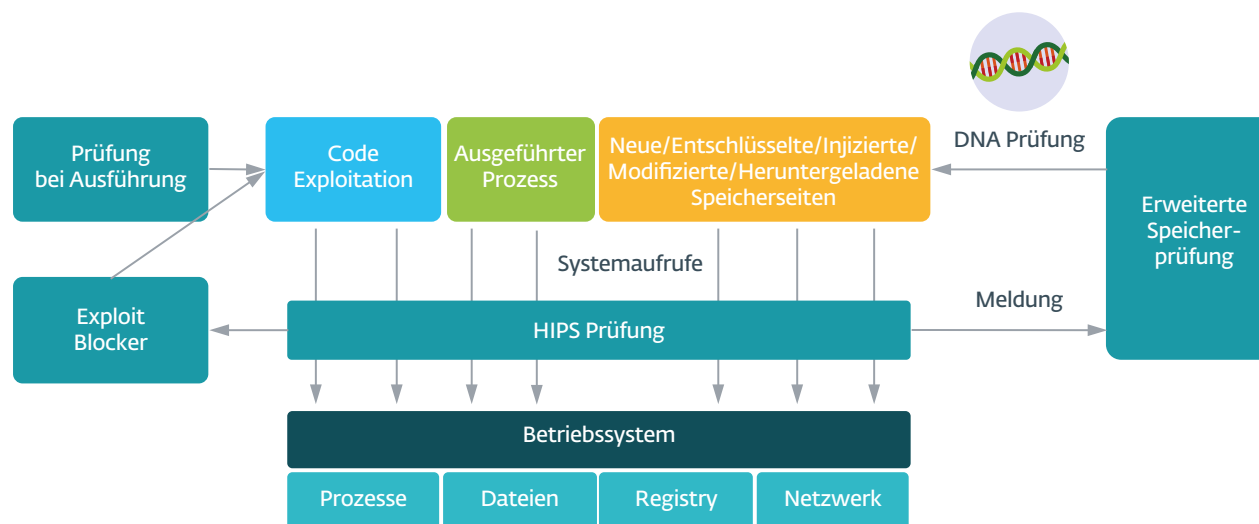 DNA Prüfung
Prüfung
bei Ausführung
Code
Exploitation
Ausgeführter
Prozess
Neue/Entschlüsselte/Injizierte/
Modifizierte/Heruntergeladene
Speicherseiten
Erweiterte
Speicher-
prüfung
Systemaufrufe
Exploit
Blocker
HIPS Prüfung
Meldung
Betriebssystem
Prozesse
Dateien
Registry
Netzwerk